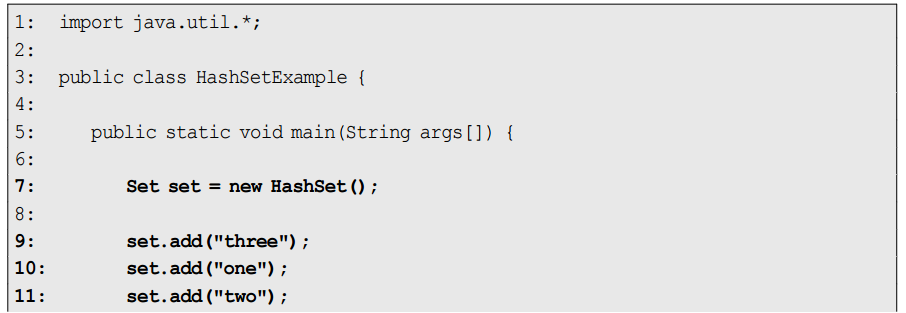 1: import java.util.*;
2:
3: public class HashSetExample {
4:
5: public static void main(String args[]) {
6:
7: Set set = new HashSet();
8:
9: set.add("three");
10: set.add("one");
11: set.add("two");